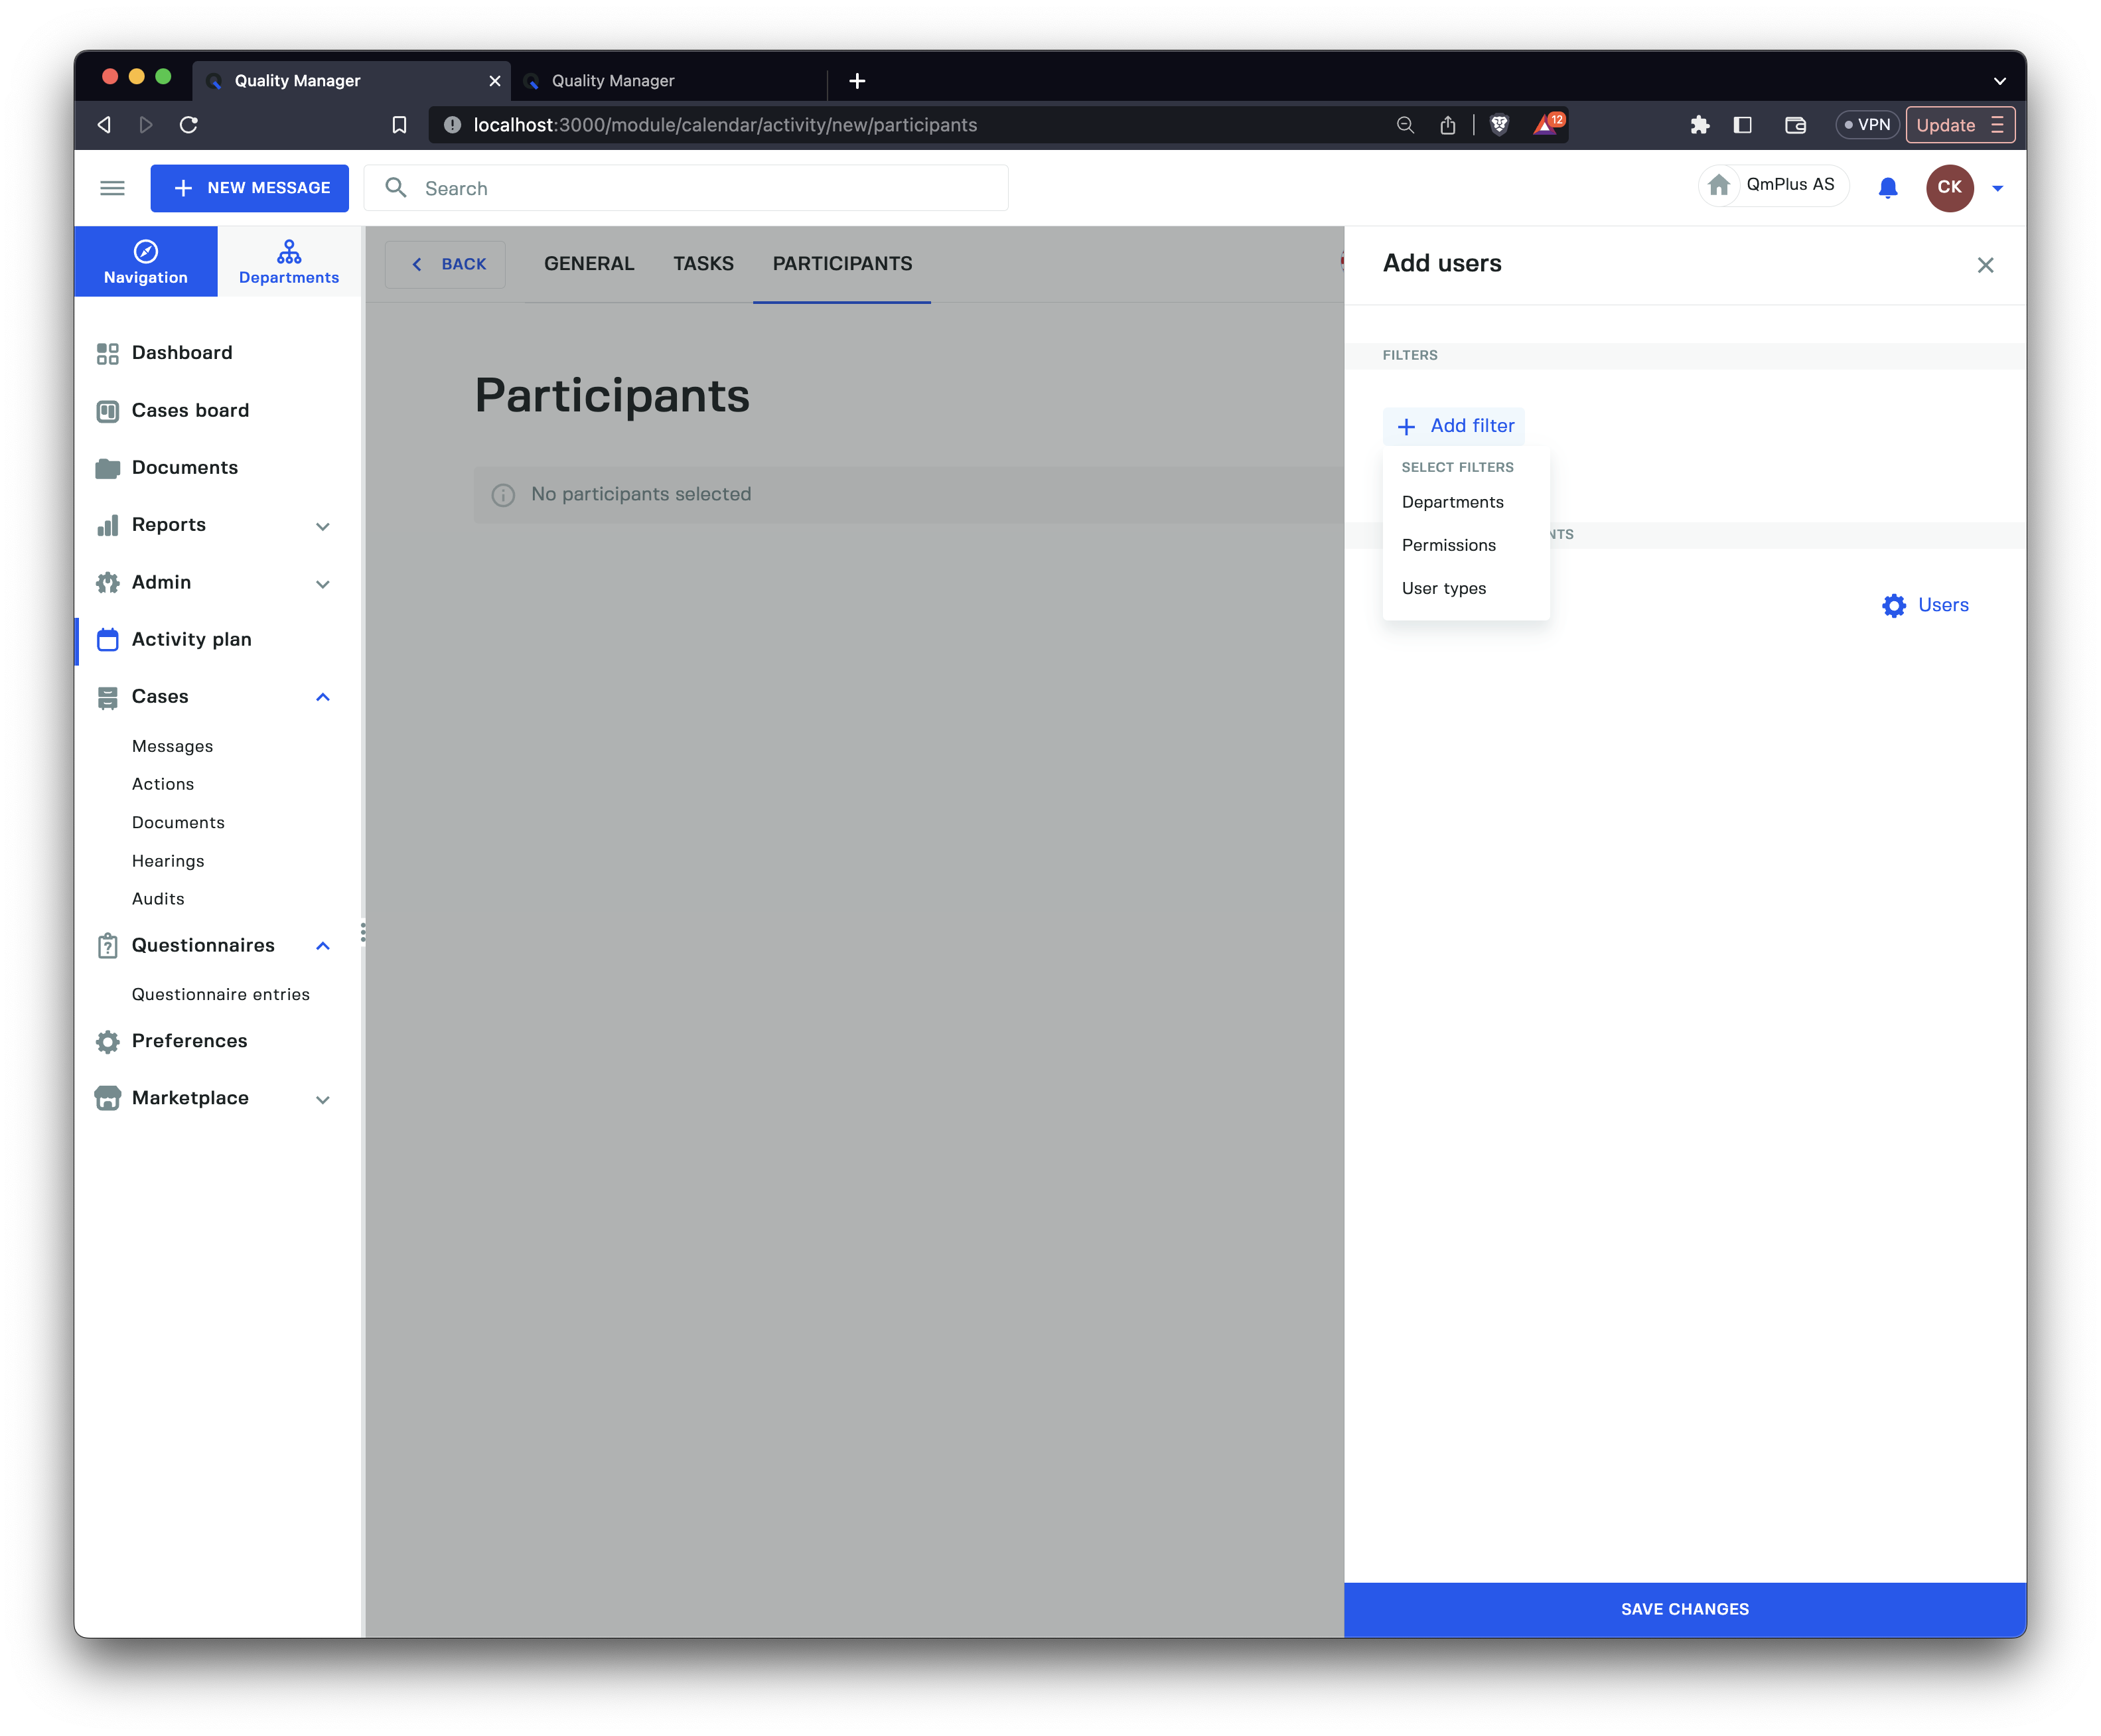 Quality Manager
Quality Manager
localhost:3000/module/calendar/activity/new/participants
12
VPN
Update
NEW MESSAGE
Search
QmPlus AS
CK
Navigation
Departments
BACK
GENERAL
TASKS
PARTICIPANTS
Add users
Dashboard
Cases board
Documents
Reports
Admin
Activity plan
Cases
Messages
Actions
Documents
Hearings
Audits
Questionnaires
Questionnaire entries
Preferences
Marketplace
Participants
No participants selected
FILTERS
Add filter
SELECT FILTERS
Departments
Permissions
User types
Users
SAVE CHANGES